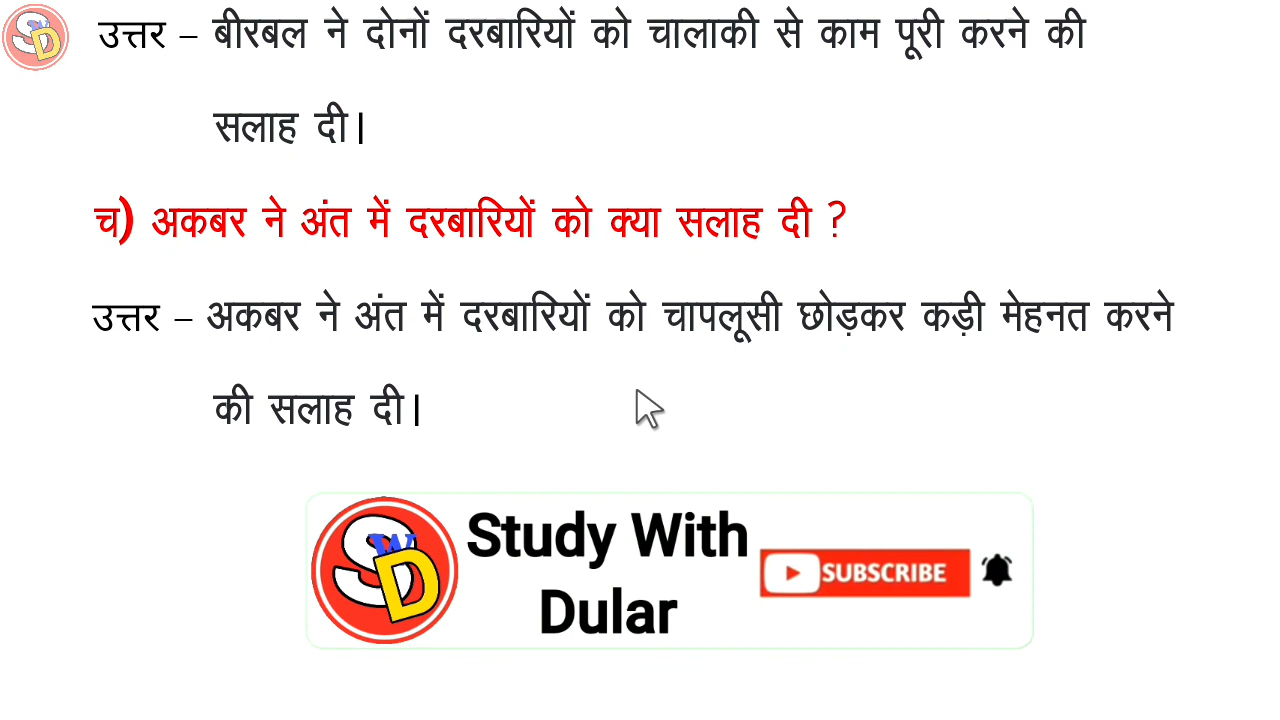 उत्तर – बीरबल ने दोनों दरबारियों को चालाकी से काम पूरी करने की
सलाह दी।
च) अकबर ने अंत में दरबारियों को क्या सलाह दी ?
उत्तर – अकबर ने अंत में दरबारियों को चापलूसी छोड़कर कड़ी मेहनत करने
की सलाह दी।
SWD
Study With
Dular
SUBSCRIBE